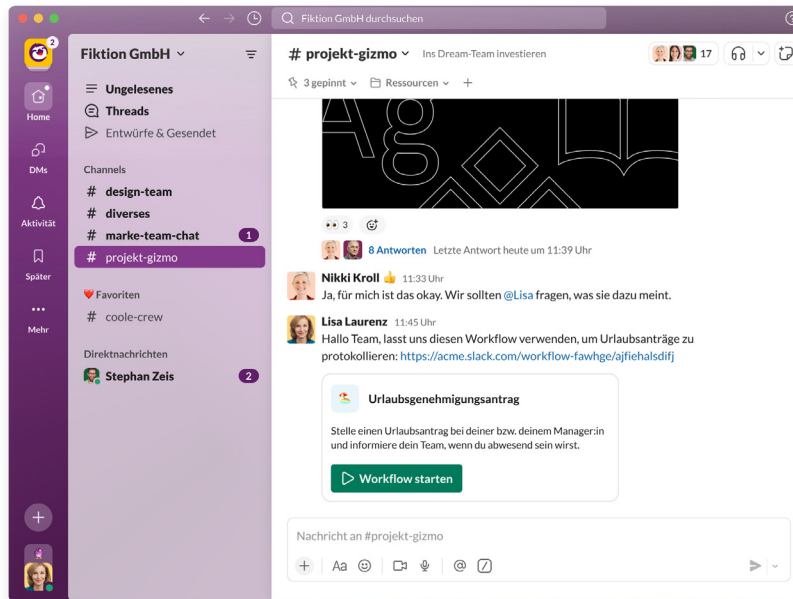 Fiktion GmbH durchsuchen
2
Home
DMs
Aktivität
Später
Mehr
Fiktion GmbH
Ungelesenes
Threads
Entwürfe & Gesendet
Channels
# design-team
# diverses
# marke-team-chat 1
# projekt-gizmo
Favoriten
# coole-crew
Direktnachrichten
Stephan Zeis 2
# projekt-gizmo Ins Dream-Team investieren 17
3 gepinnt Ressourcen
Ag
3
8 Antworten Letzte Antwort heute um 11:39 Uhr
Nikki Kroll 11:33 Uhr
Ja, für mich ist das okay. Wir sollten @Lisa fragen, was sie dazu meint.
Lisa Laurenz 11:45 Uhr
Hallo Team, lasst uns diesen Workflow verwenden, um Urlaubsanträge zu
protokollieren: https://acme.slack.com/workflow-fawhge/ajfiehalsdifj
Urlaubsgenehmigungsantrag
Stelle einen Urlaubsantrag bei deiner bzw. deinem Manager:in
und informiere dein Team, wenn du abwesend sein wirst.
Workflow starten
Nachricht an #projekt-gizmo
Aa @